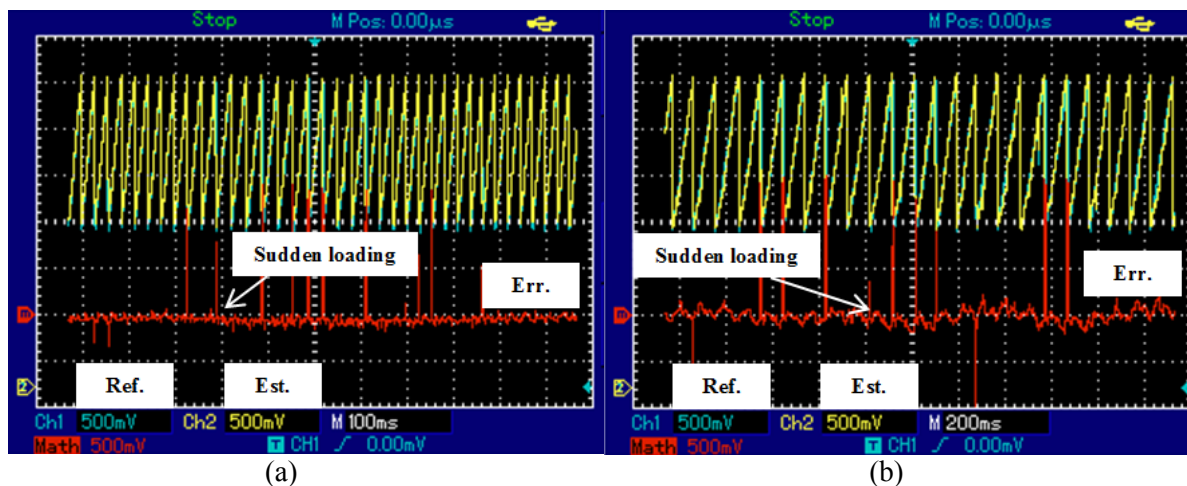 Stop M Pos: 0.00µs
Sudden loading
Err.
Ref. Est.
Ch1 500mV Ch2 500mV M 100ms
Math 500mV T CH1 0.00mV
(a)
Stop M Pos: 0.00µs
Sudden loading
Err.
Ref. Est.
Ch1 500mV Ch2 500mV M 200ms
Math 500mV T CH1 0.00mV
(b)